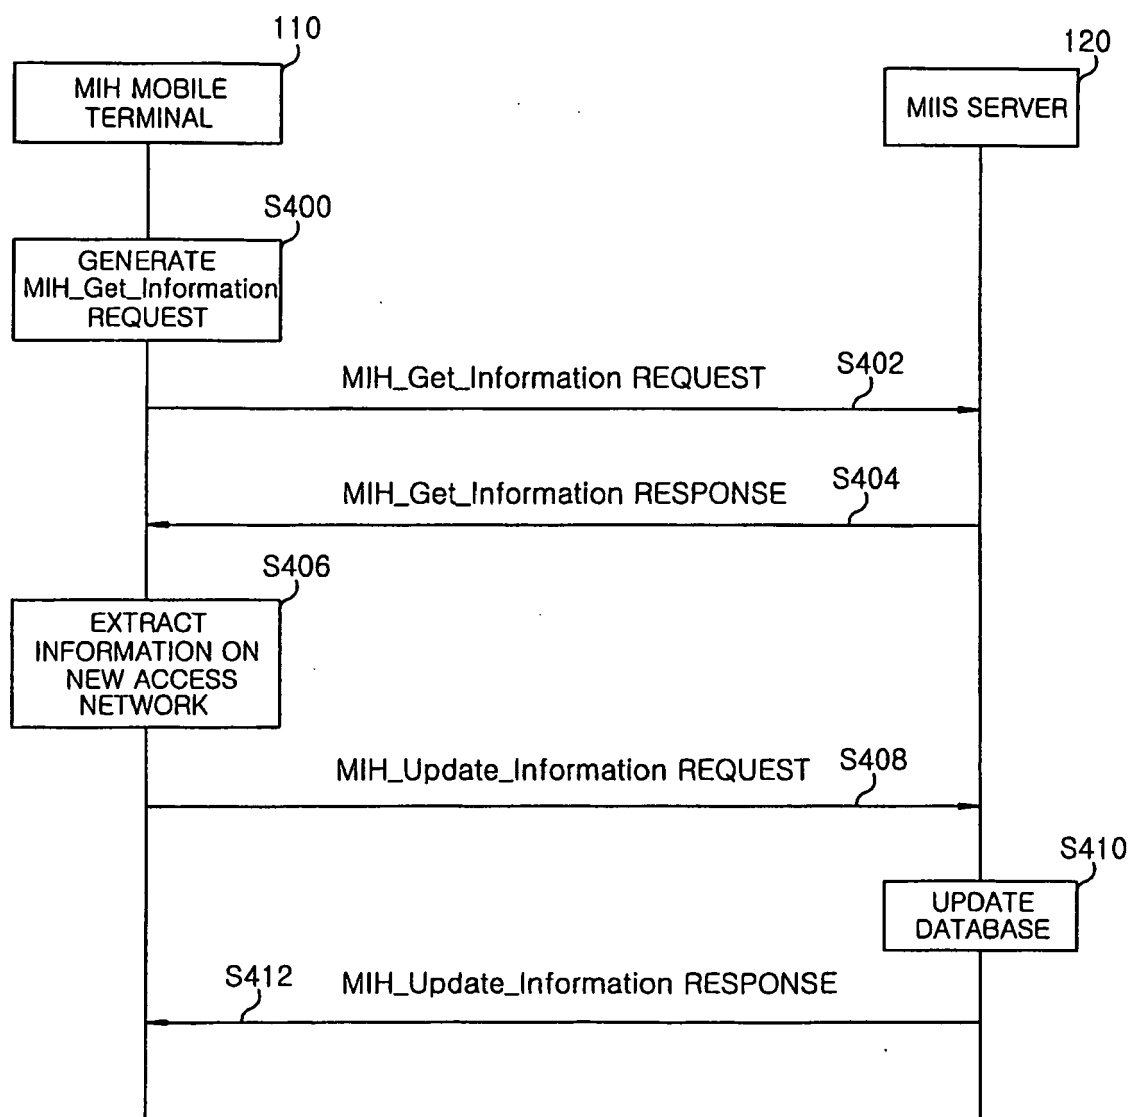 110
MIH MOBILE
TERMINAL
120
MIIS SERVER
S400
GENERATE
MIH_Get_Information
REQUEST
MIH_Get_Information REQUEST
S402
MIH_Get_Information RESPONSE
S404
S406
EXTRACT
INFORMATION ON
NEW ACCESS
NETWORK
MIH_Update_Information REQUEST
S408
S410
UPDATE
DATABASE
S412
MIH_Update_Information RESPONSE